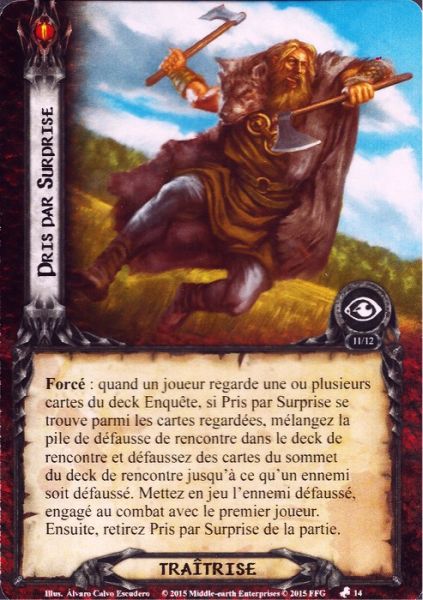 Pris par Surprise
11/12
Forcé : quand un joueur regarde une ou plusieurs
cartes du deck Enquête, si Pris par Surprise se
trouve parmi les cartes regardées, mélangez la
pile de défausse de rencontre dans le deck de
rencontre et défaussez des cartes du sommet
du deck de rencontre jusqu'à ce qu'un ennemi
soit défaussé. Mettez en jeu l'ennemi défaussé,
engagé au combat avec le premier joueur.
Ensuite, retirez Pris par Surprise de la partie.
TRAÎTRISE
Illus. Álvaro Calvo Escudero © 2015 Middle-earth Enterprises © 2015 FFG 14